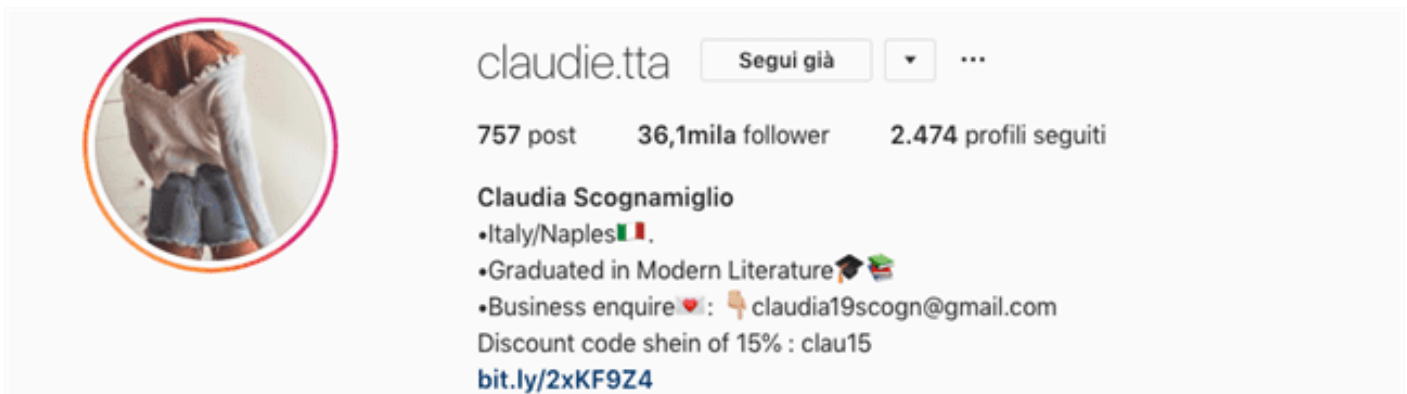 claudie.tta Segui già ▼ •••
757 post 36,1mila follower 2.474 profili seguiti
Claudia Scognamiglio
•Italy/Naples🇮🇹.
•Graduated in Modern Literature🎓📚
•Business enquire💌: 👇🏼claudia19scogn@gmail.com
Discount code shein of 15% : clau15
bit.ly/2xKF9Z4